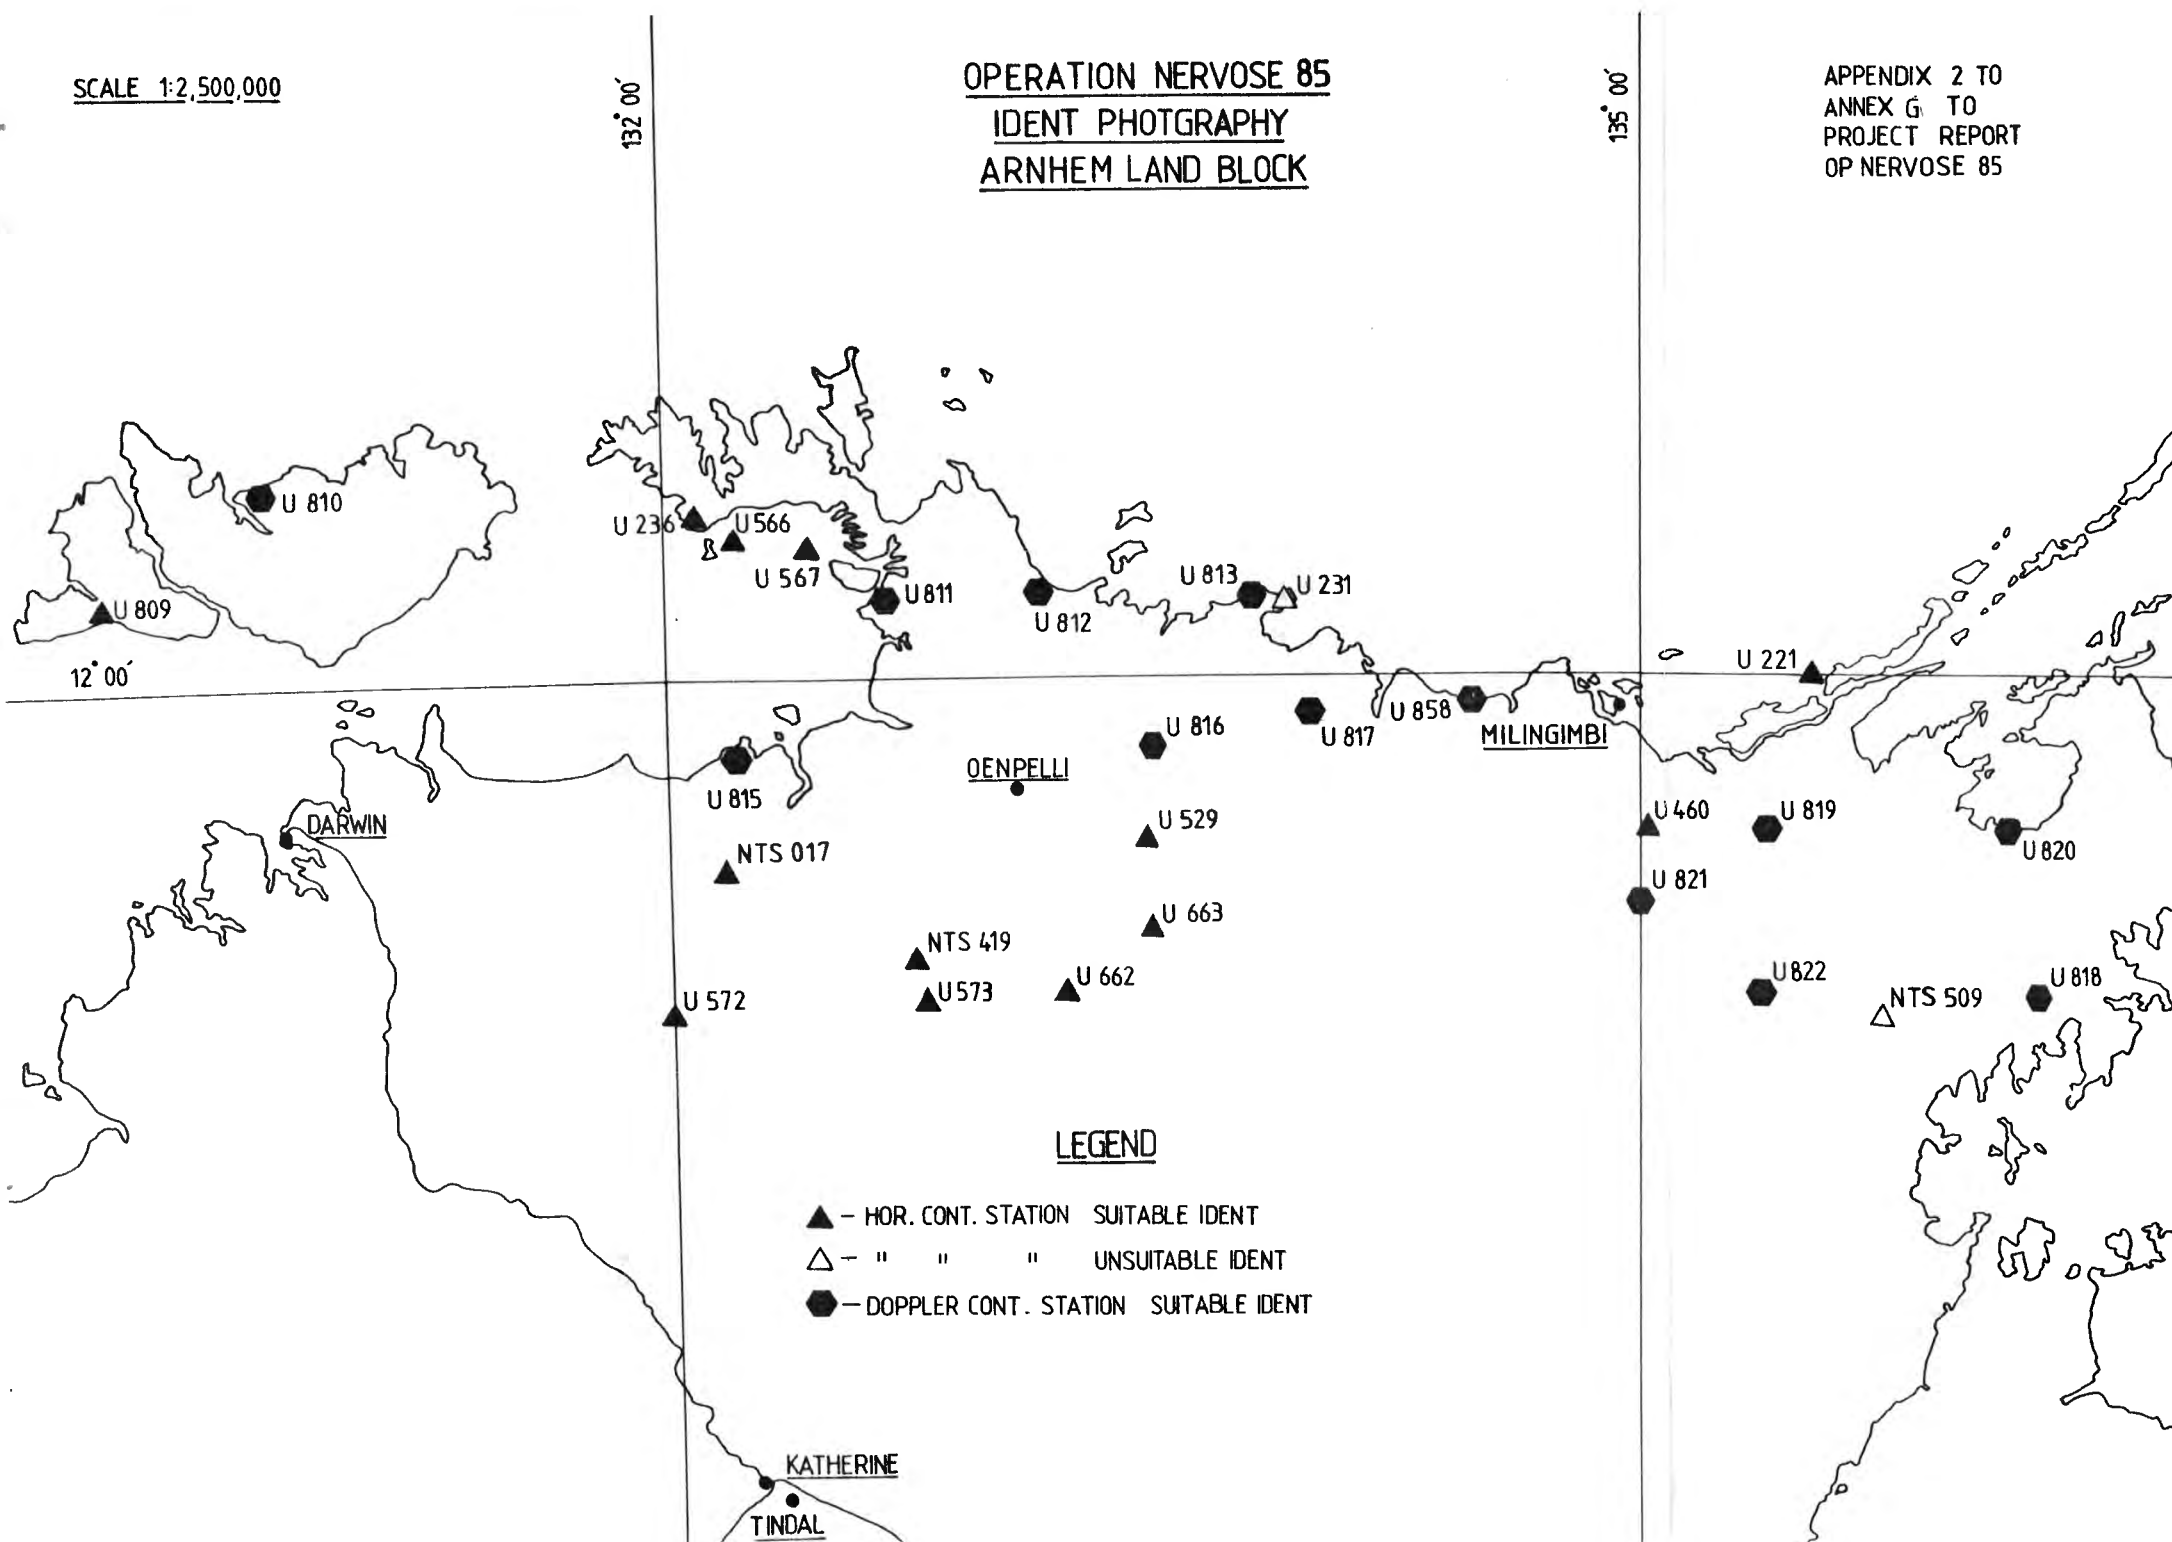 SCALE 1:2,500,000
132° 00′
OPERATION NERVOSE 85
IDENT PHOTGRAPHY
ARNHEM LAND BLOCK
135° 00′
APPENDIX 2 TO
ANNEX G TO
PROJECT REPORT
OP NERVOSE 85
U 810
U 236
U 566
U 567
U 809
U 811
U 812
U 813
U 231
12° 00′
U 221
U 858
U 816
U 817
MILINGIMBI
OENPELLI
U 815
DARWIN
U 529
U 460
U 819
U 820
NTS 017
U 821
U 663
NTS 419
U 573
U 662
U 572
U 822
NTS 509
U 818
LEGEND
– HOR. CONT. STATION SUITABLE IDENT
– " " " UNSUITABLE IDENT
– DOPPLER CONT. STATION SUITABLE IDENT
KATHERINE
TINDAL